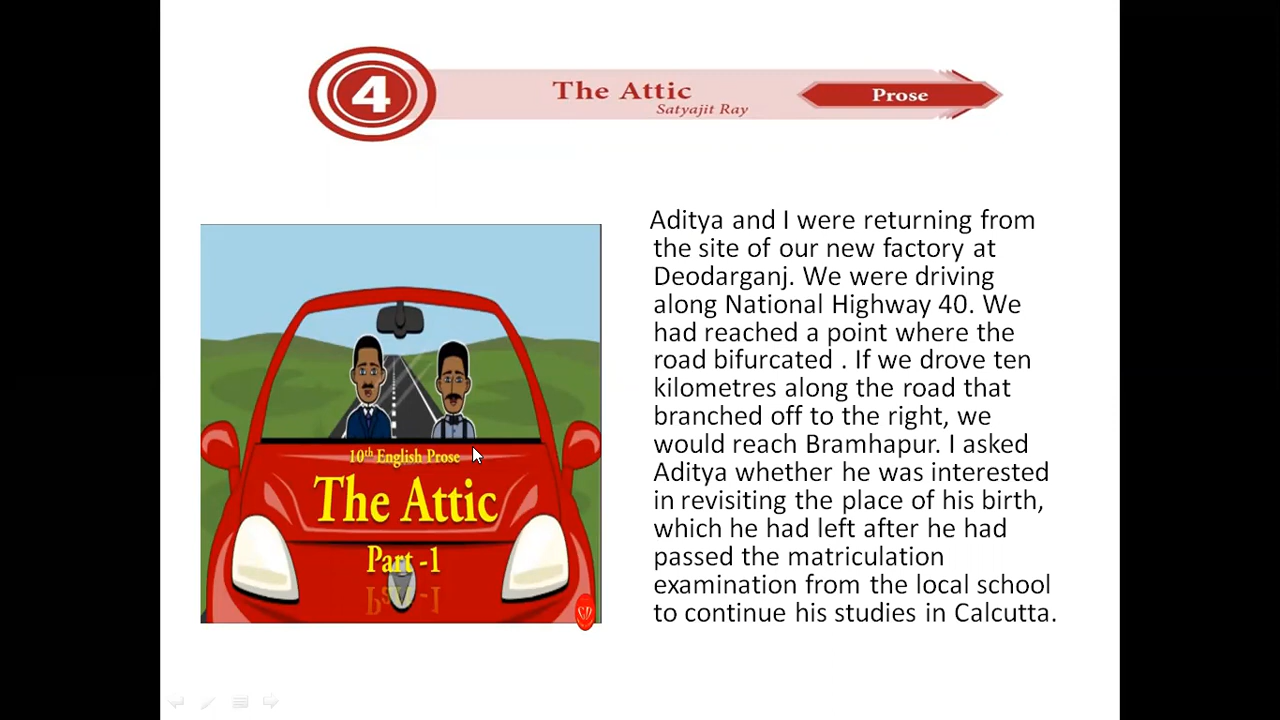 4
The Attic
Satyajit Ray
Prose
Aditya and I were returning from
the site of our new factory at
Deodarganj. We were driving
along National Highway 40. We
had reached a point where the
road bifurcated . If we drove ten
kilometres along the road that
branched off to the right, we
would reach Bramhapur. I asked
Aditya whether he was interested
in revisiting the place of his birth,
which he had left after he had
passed the matriculation
examination from the local school
to continue his studies in Calcutta.
10th English Prose
The Attic
Part -1